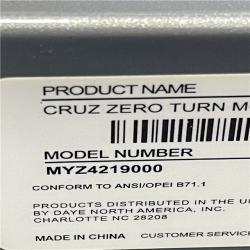 PRODUCT NAME
CRUZ ZERO TURN M
MODEL NUMBER
MYZ4219000
CONFORM TO ANSI/OPEI B71.1
PRODUCTS DISTRIBUTED IN THE U
BY DAYE NORTH AMERICA, INC.
CHARLOTTE NC 28208
MADE IN CHINA CUSTOMER SERVICE